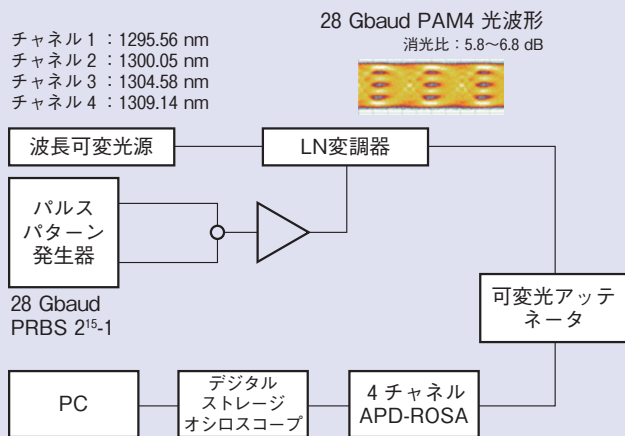 28 Gbaud PAM4 光波形
消光比：5.8～6.8 dB
チャネル 1 ：1295.56 nm
チャネル 2 ：1300.05 nm
チャネル 3 ：1304.58 nm
チャネル 4 ：1309.14 nm
波長可変光源
LN変調器
パルス
パターン
発生器
28 Gbaud
PRBS 2¹⁵-1
可変光アッテ
ネータ
PC
デジタル
ストレージ
オシロスコープ
4 チャネル
APD-ROSA